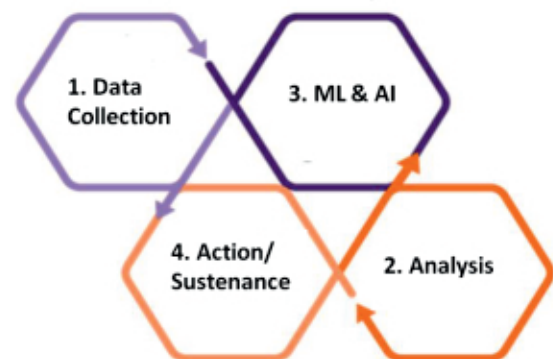 1. Data
Collection
3. ML & AI
4. Action/
Sustenance
2. Analysis